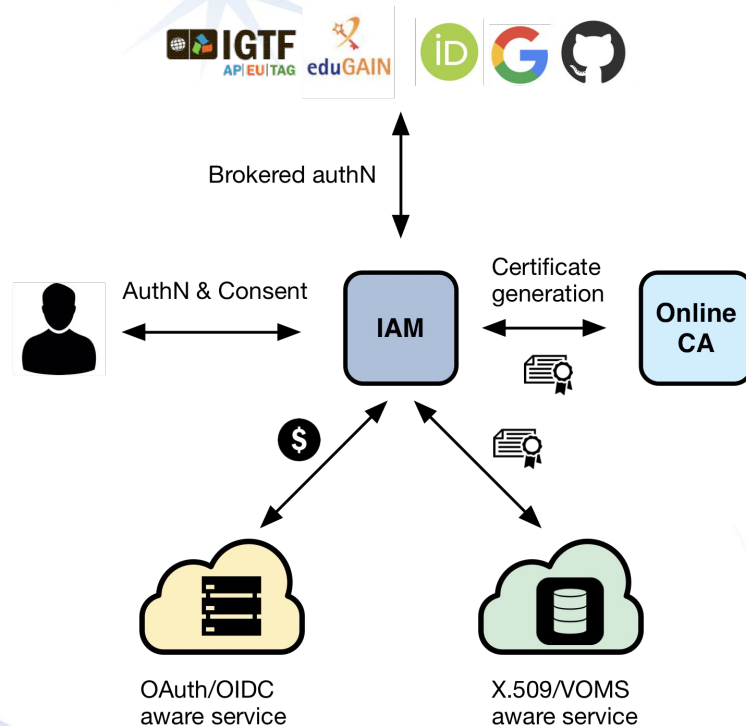 IGTF
AP|EU|TAG
eduGAIN
iD
G
Brokered authN
AuthN & Consent
IAM
Certificate
generation
Online
CA
$
OAuth/OIDC
aware service
X.509/VOMS
aware service